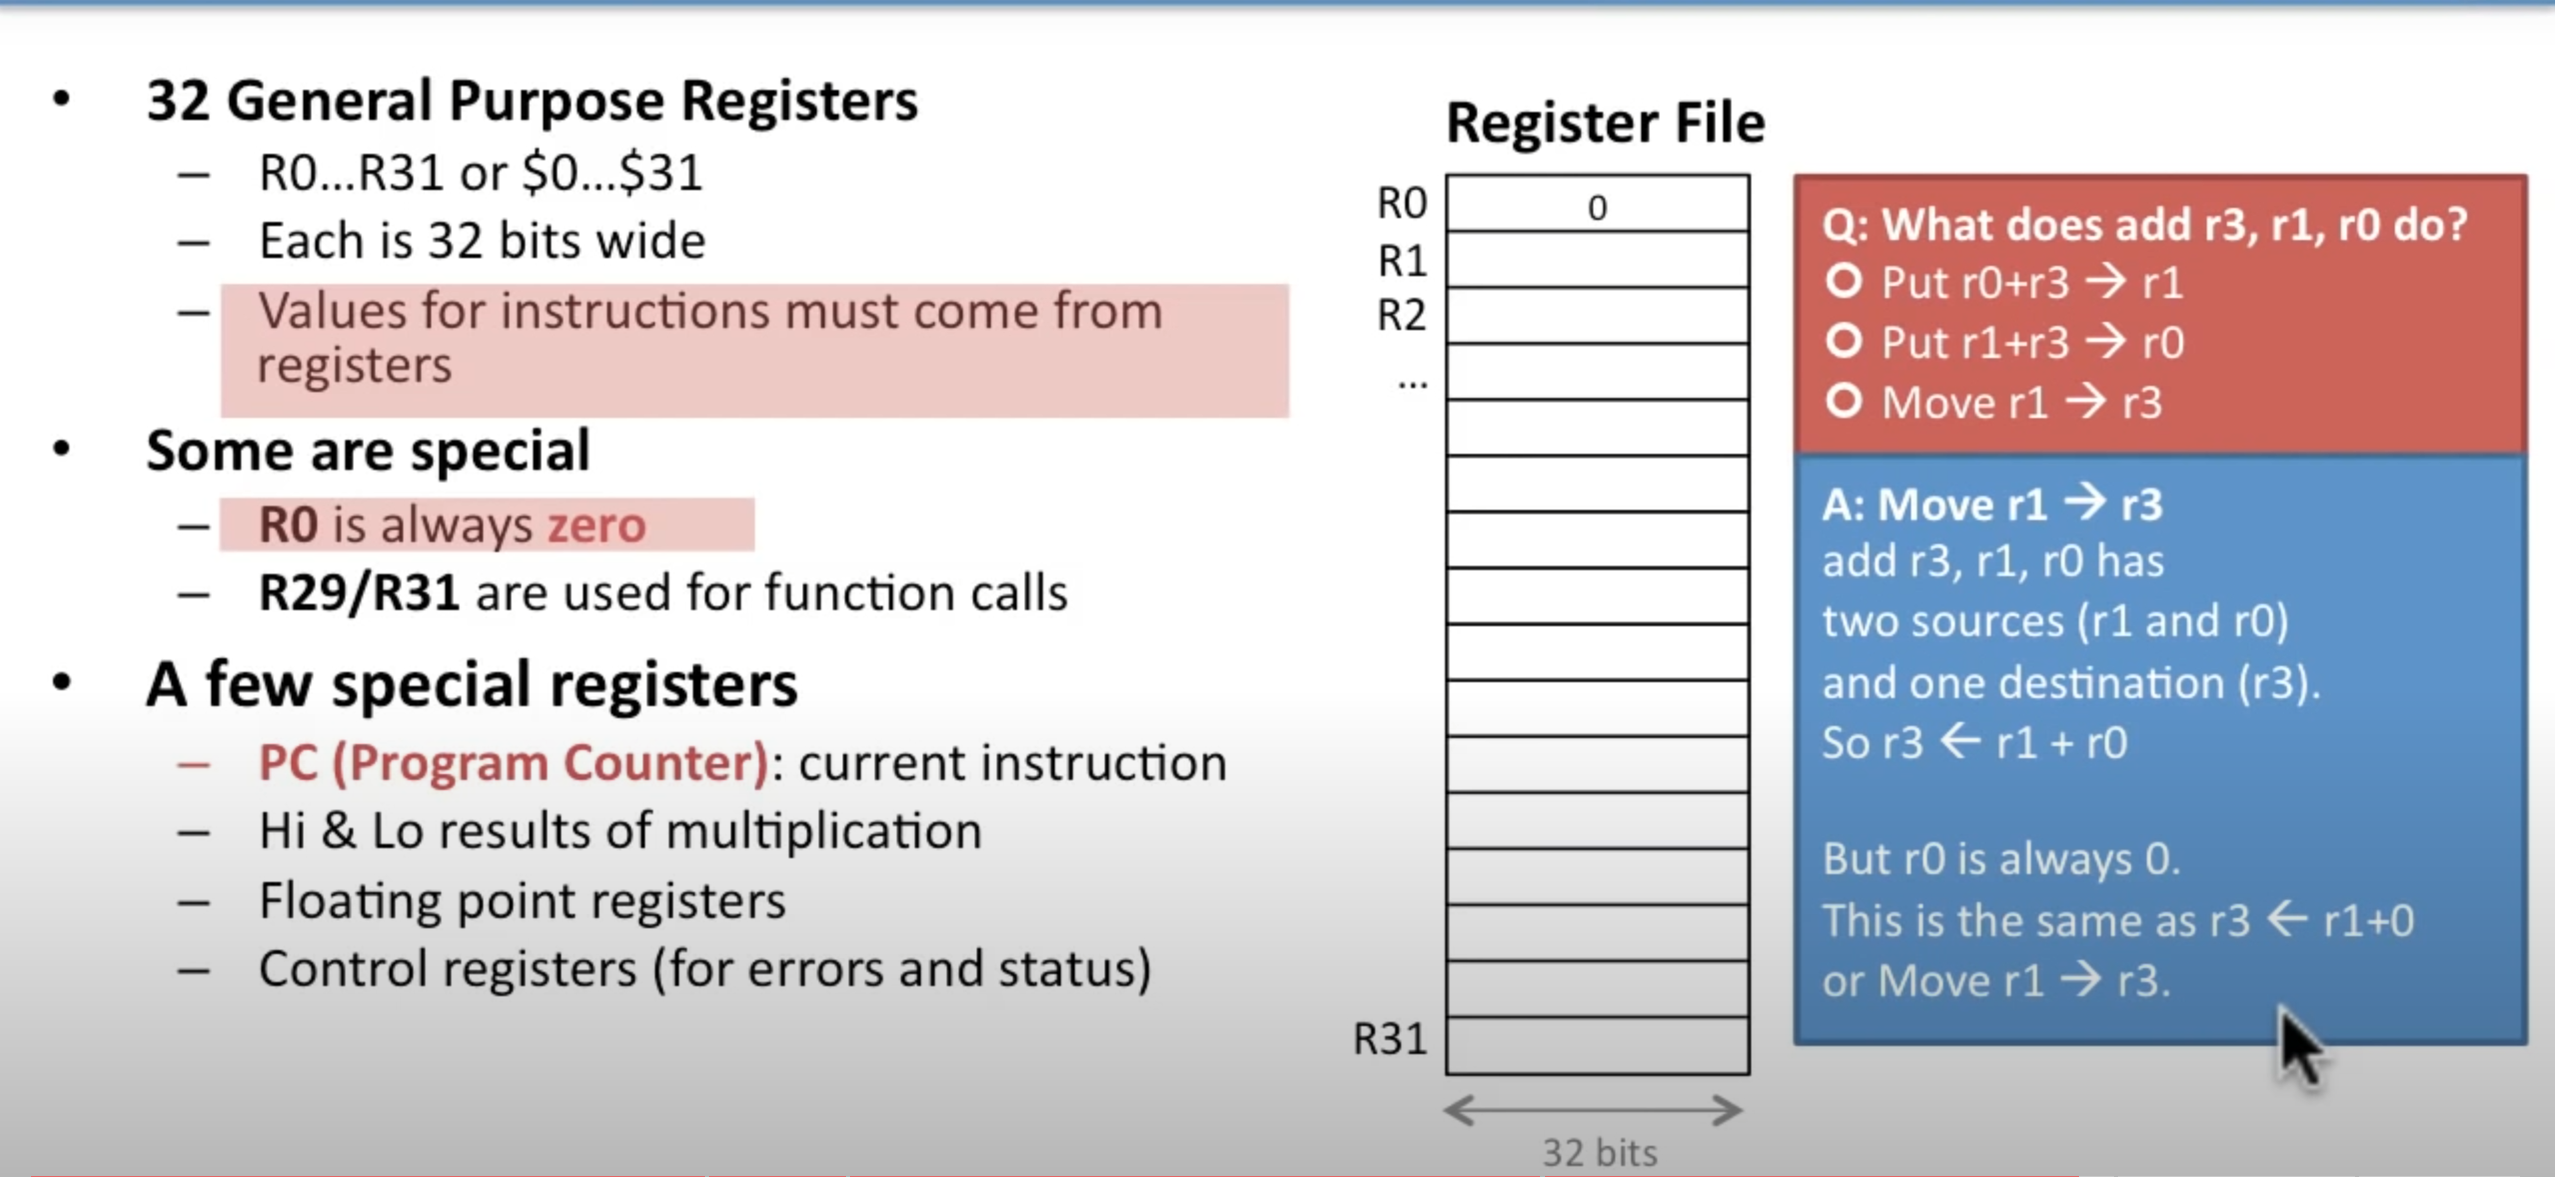 • 32 General Purpose Registers
– R0...R31 or $0...$31
– Each is 32 bits wide
– Values for instructions must come from
registers
• Some are special
– R0 is always zero
– R29/R31 are used for function calls
• A few special registers
– PC (Program Counter): current instruction
– Hi & Lo results of multiplication
– Floating point registers
– Control registers (for errors and status)
Register File
R0 0
R1
R2
...
R31
32 bits
Q: What does add r3, r1, r0 do?
O Put r0+r3 → r1
O Put r1+r3 → r0
O Move r1 → r3
A: Move r1 → r3
add r3, r1, r0 has
two sources (r1 and r0)
and one destination (r3).
So r3 ← r1 + r0
But r0 is always 0.
This is the same as r3 ← r1+0
or Move r1 → r3.